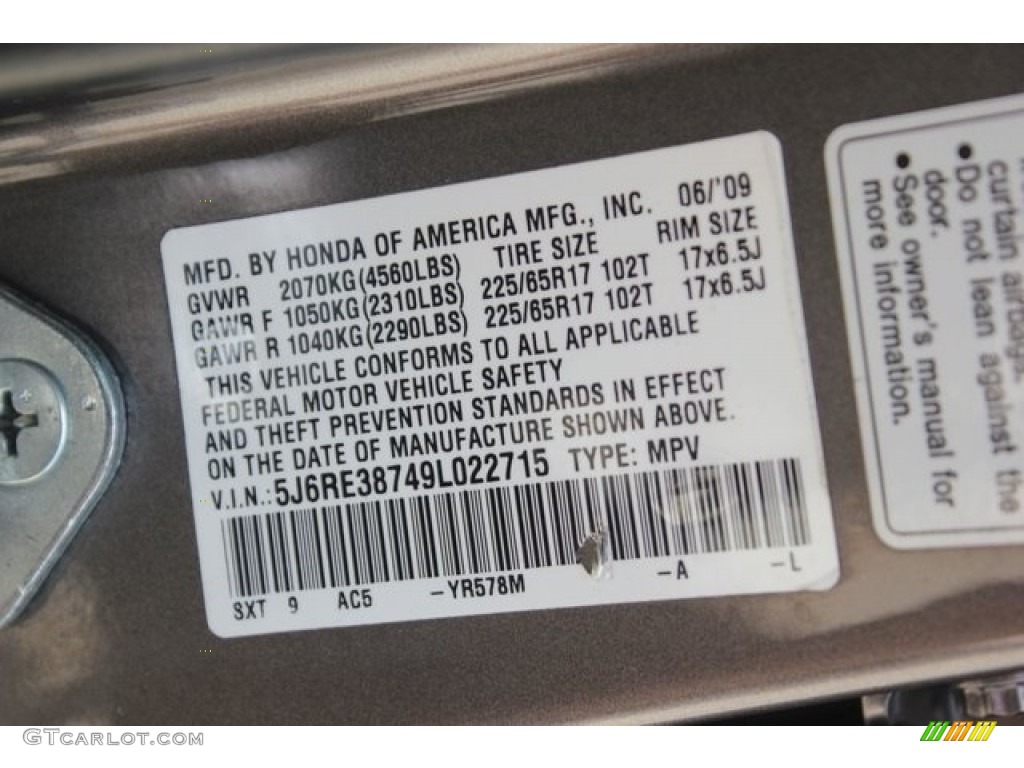 MFD. BY HONDA OF AMERICA MFG., INC. 06/'09
GVWR 2070KG(4560LBS) TIRE SIZE RIM SIZE
GAWR F 1050KG(2310LBS) 225/65R17 102T 17x6.5J
GAWR R 1040KG(2290LBS) 225/65R17 102T 17x6.5J
THIS VEHICLE CONFORMS TO ALL APPLICABLE
FEDERAL MOTOR VEHICLE SAFETY
AND THEFT PREVENTION STANDARDS IN EFFECT
ON THE DATE OF MANUFACTURE SHOWN ABOVE.
V.I.N.:5J6RE38749L022715 TYPE: MPV
SXT 9 AC5 -YR578M -A -L
curtain airbags.
• Do not lean against the
door.
• See owner's manual for
more information.
GTCarlot.com